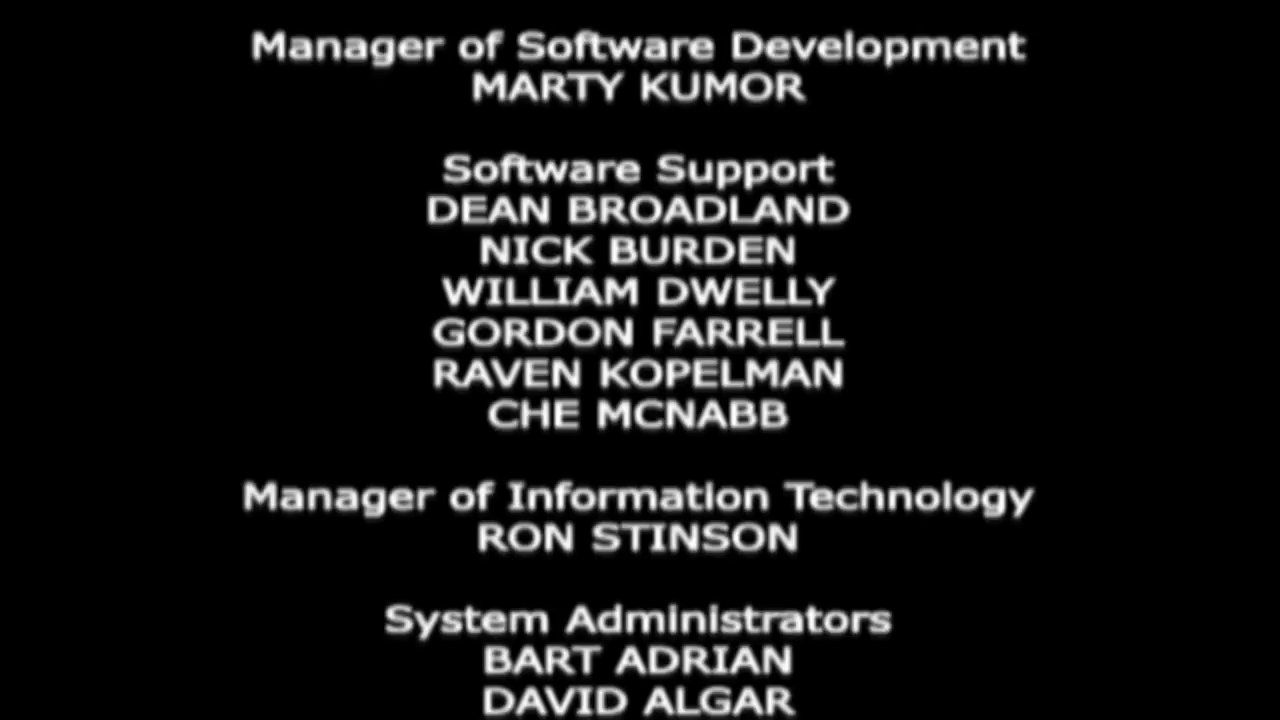 Manager of Software Development
MARTY KUMOR
Software Support
DEAN BROADLAND
NICK BURDEN
WILLIAM DWELLY
GORDON FARRELL
RAVEN KOPELMAN
CHE MCNABB
Manager of Information Technology
RON STINSON
System Administrators
BART ADRIAN
DAVID ALGAR